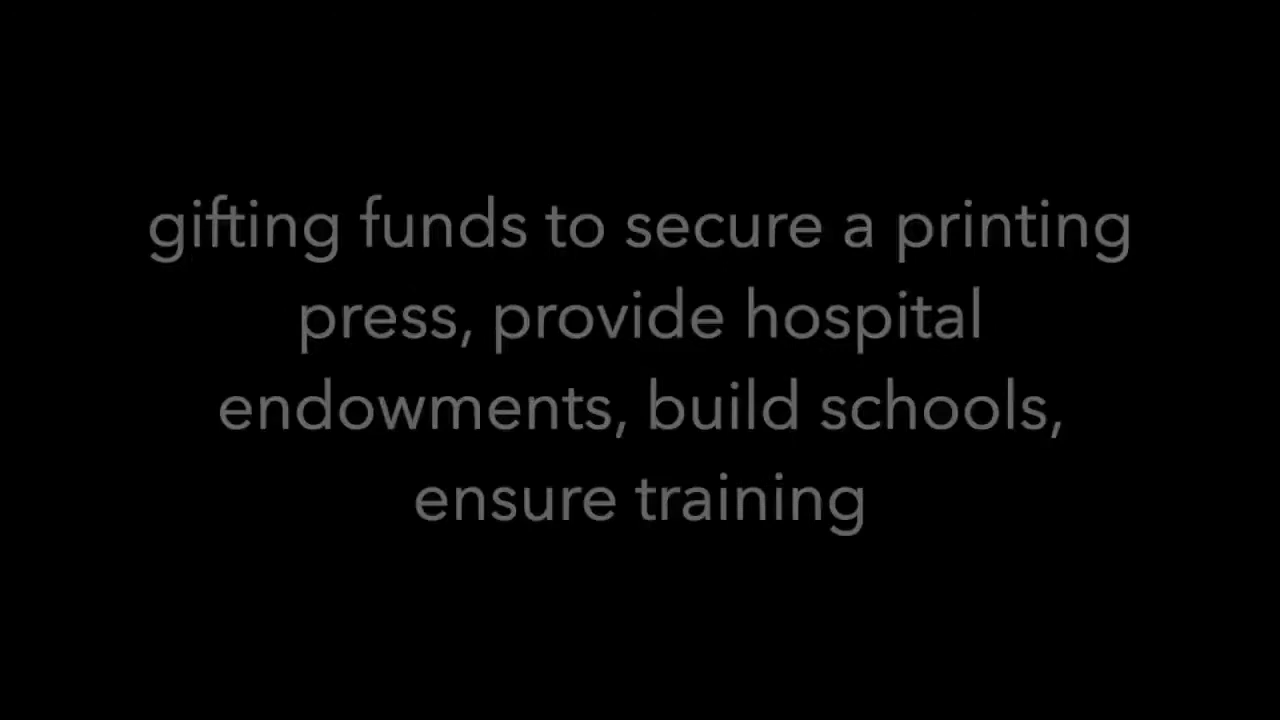 gifting funds to secure a printing
press, provide hospital
endowments, build schools,
ensure training